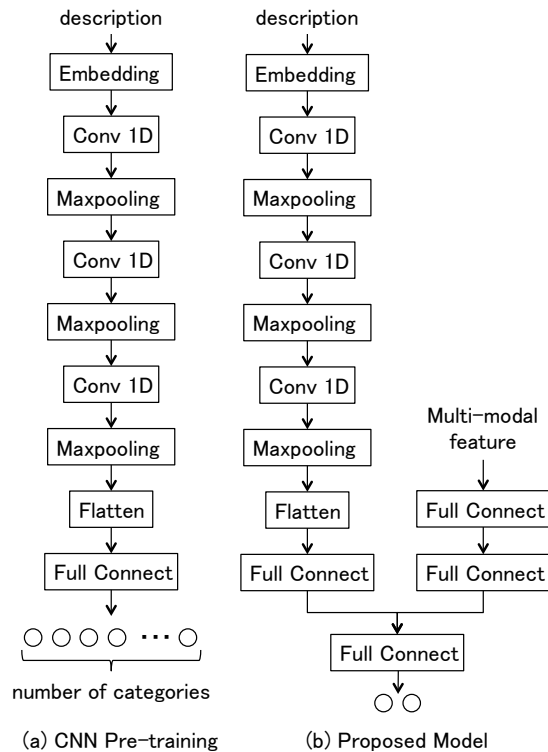 description
Embedding
Conv 1D
Maxpooling
Conv 1D
Maxpooling
Conv 1D
Maxpooling
Flatten
Full Connect
...
number of categories
(a) CNN Pre-training
description
Embedding
Conv 1D
Maxpooling
Conv 1D
Maxpooling
Conv 1D
Maxpooling
Flatten
Full Connect
Multi-modal
feature
Full Connect
Full Connect
Full Connect
(b) Proposed Model